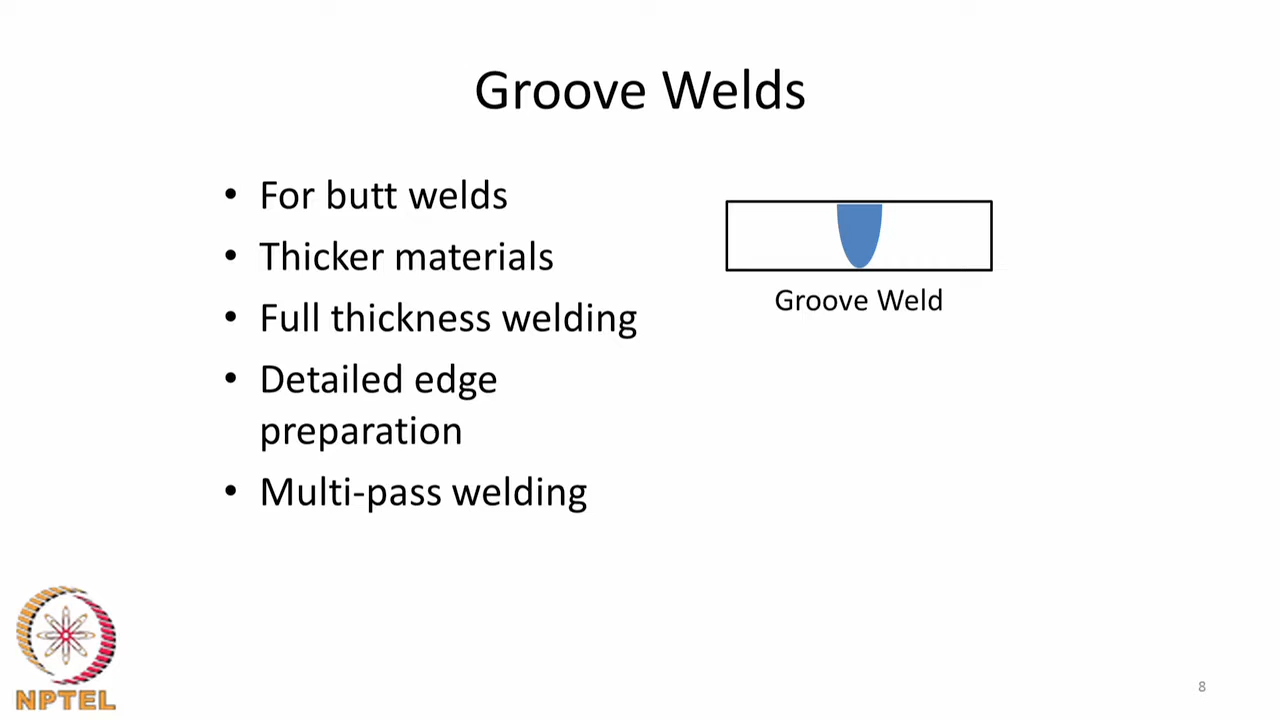 Groove Welds
• For butt welds
• Thicker materials
• Full thickness welding
• Detailed edge
preparation
• Multi-pass welding
Groove Weld
NPTEL
8